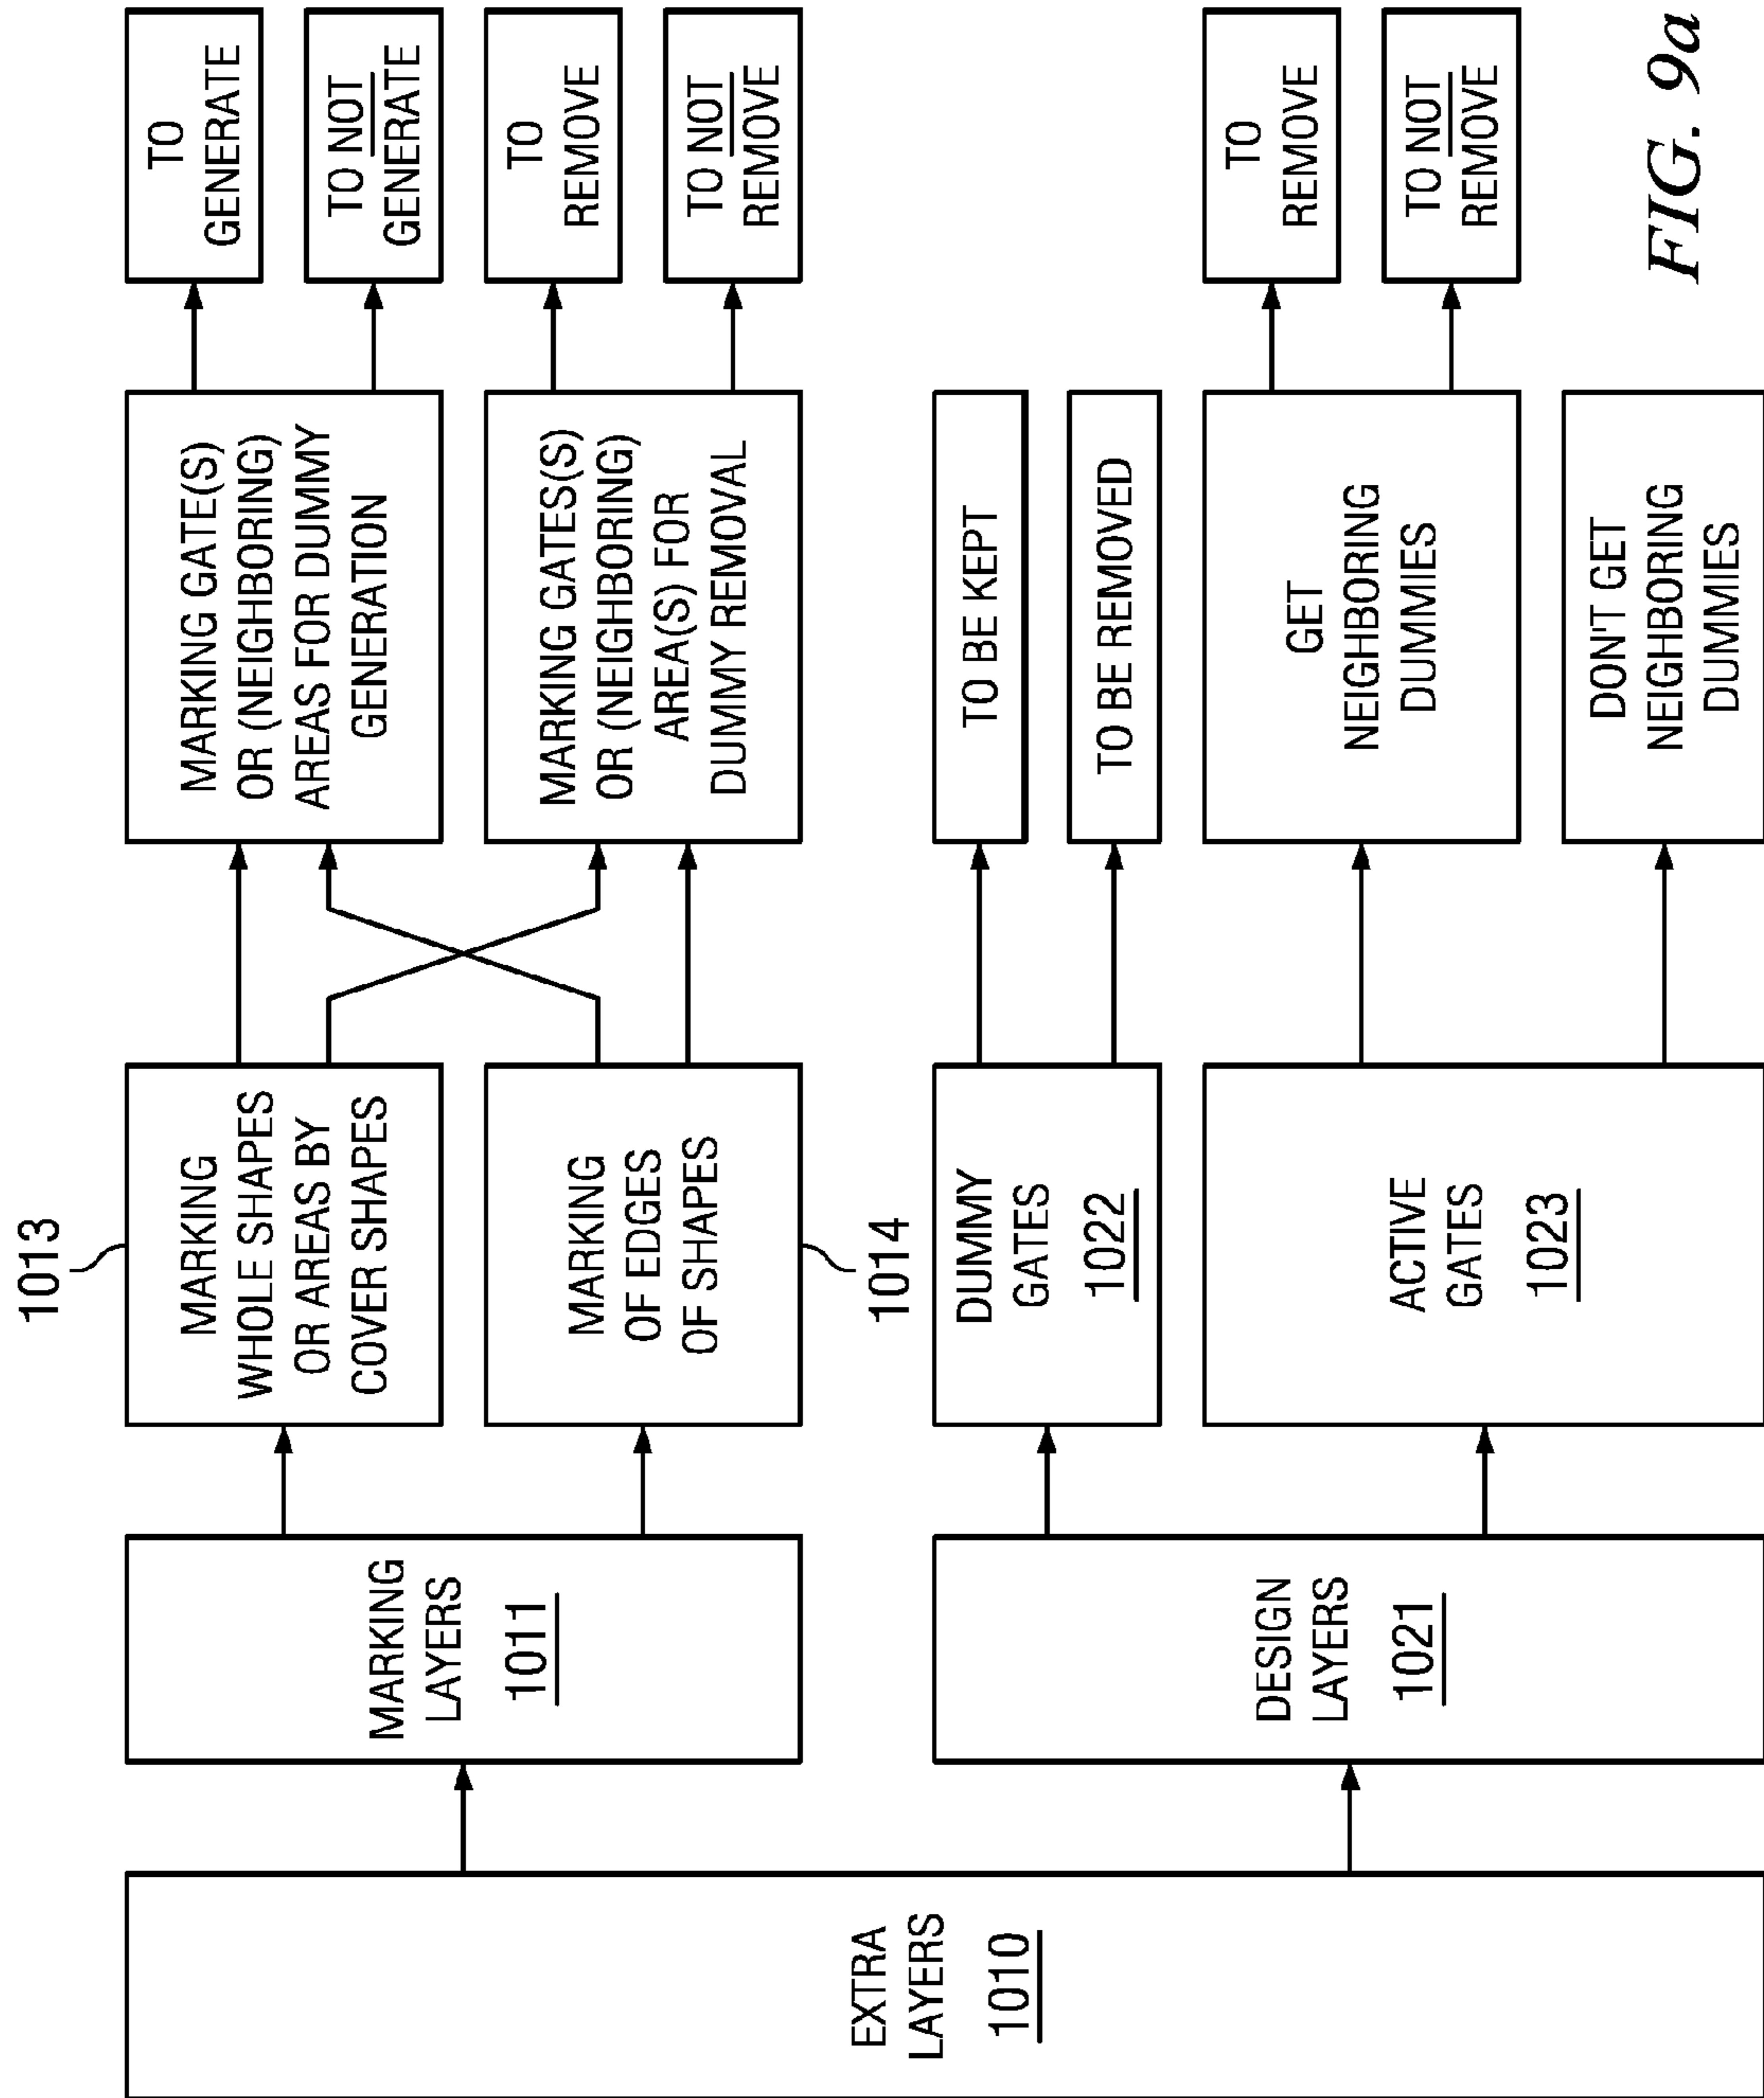 EXTRA
LAYERS
1010
MARKING
LAYERS
1011
DESIGN
LAYERS
1021
1013
MARKING
WHOLE SHAPES
OR AREAS BY
COVER SHAPES
MARKING
OF EDGES
OF SHAPES
1014
DUMMY
GATES
1022
ACTIVE
GATES
1023
MARKING GATE(S)
OR (NEIGHBORING)
AREAS FOR DUMMY
GENERATION
MARKING GATES(S)
OR (NEIGHBORING)
AREA(S) FOR
DUMMY REMOVAL
TO BE KEPT
TO BE REMOVED
GET
NEIGHBORING
DUMMIES
DON'T GET
NEIGHBORING
DUMMIES
TO
GENERATE
TO NOT
GENERATE
TO
REMOVE
TO NOT
REMOVE
TO
REMOVE
TO NOT
REMOVE
FIG. 9a